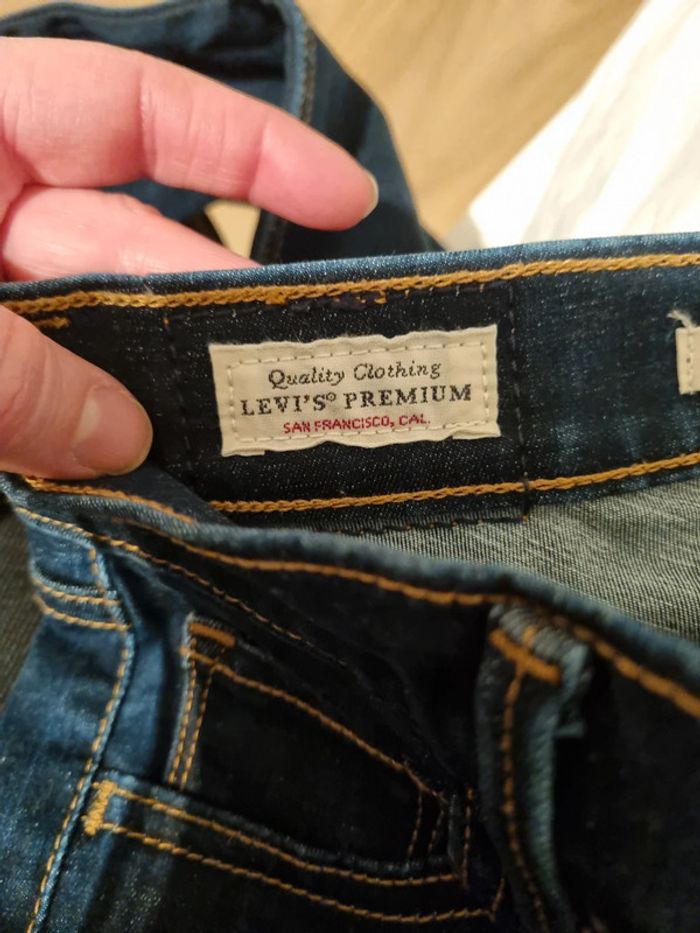 Quality Clothing
LEVI'S® PREMIUM
SAN FRANCISCO, CAL.